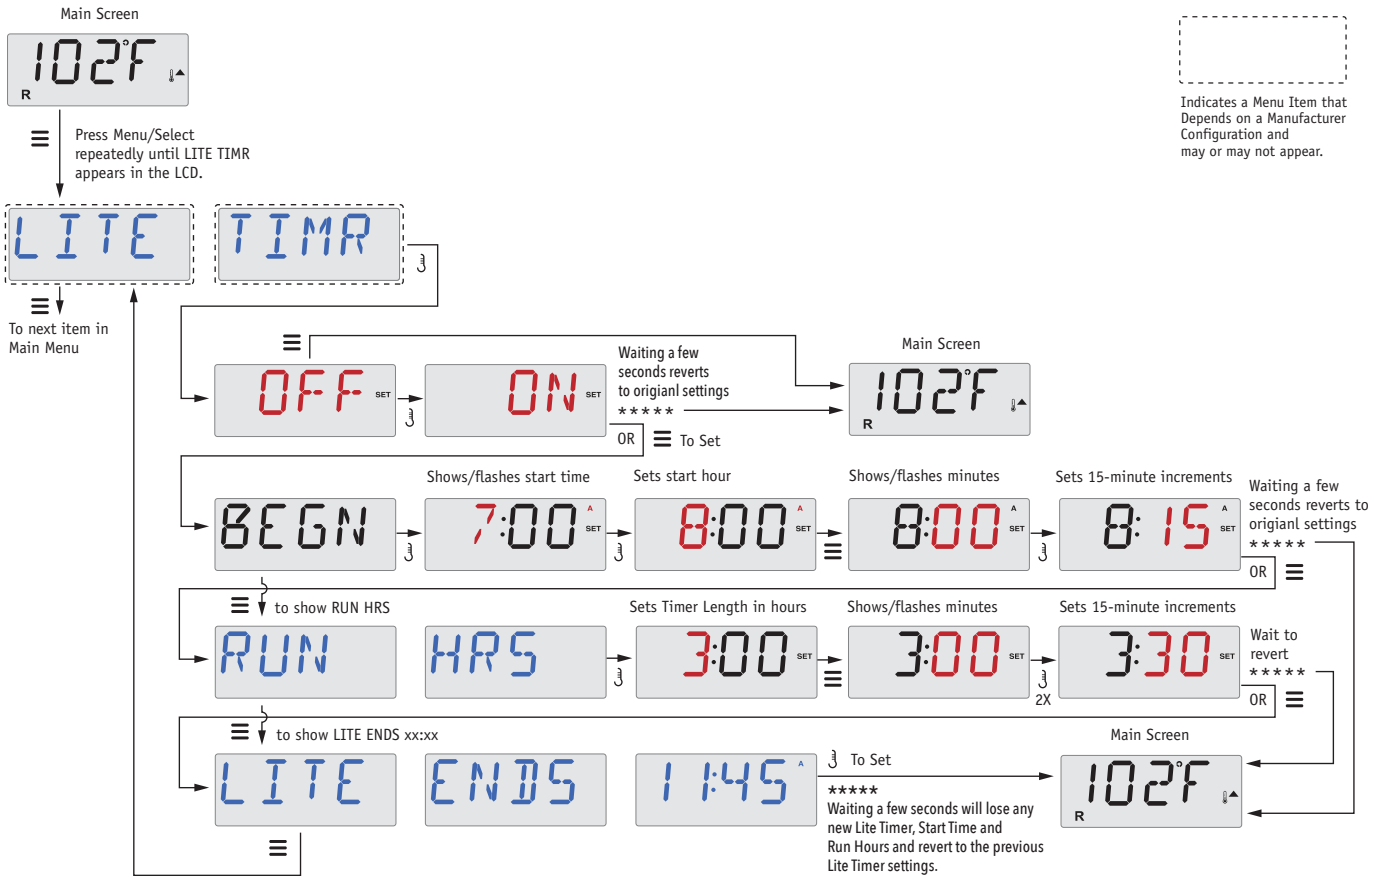 Main Screen
102°F
R
Indicates a Menu Item that
Depends on a Manufacturer
Configuration and
may or may not appear.
Press Menu/Select
repeatedly until LITE TIMR
appears in the LCD.
LITE TIMR
To next item in
Main Menu
OFF SET
ON SET
Waiting a few
seconds reverts
to origianl settings
*****
OR To Set
Main Screen
102°F
R
Shows/flashes start time
Sets start hour
Shows/flashes minutes
Sets 15-minute increments
BEGN
7:00 A SET
8:00 A SET
8:00 A SET
8:15 A SET
Waiting a few
seconds reverts to
origianl settings
*****
OR
to show RUN HRS
Sets Timer Length in hours
Shows/flashes minutes
Sets 15-minute increments
RUN HRS
3:00 SET
3:00 SET
2X
3:30 SET
Wait to
revert
*****
OR
to show LITE ENDS xx:xx
LITE ENDS 11:45 A
To Set
*****
Waiting a few seconds will lose any
new Lite Timer, Start Time and
Run Hours and revert to the previous
Lite Timer settings.
Main Screen
102°F
R